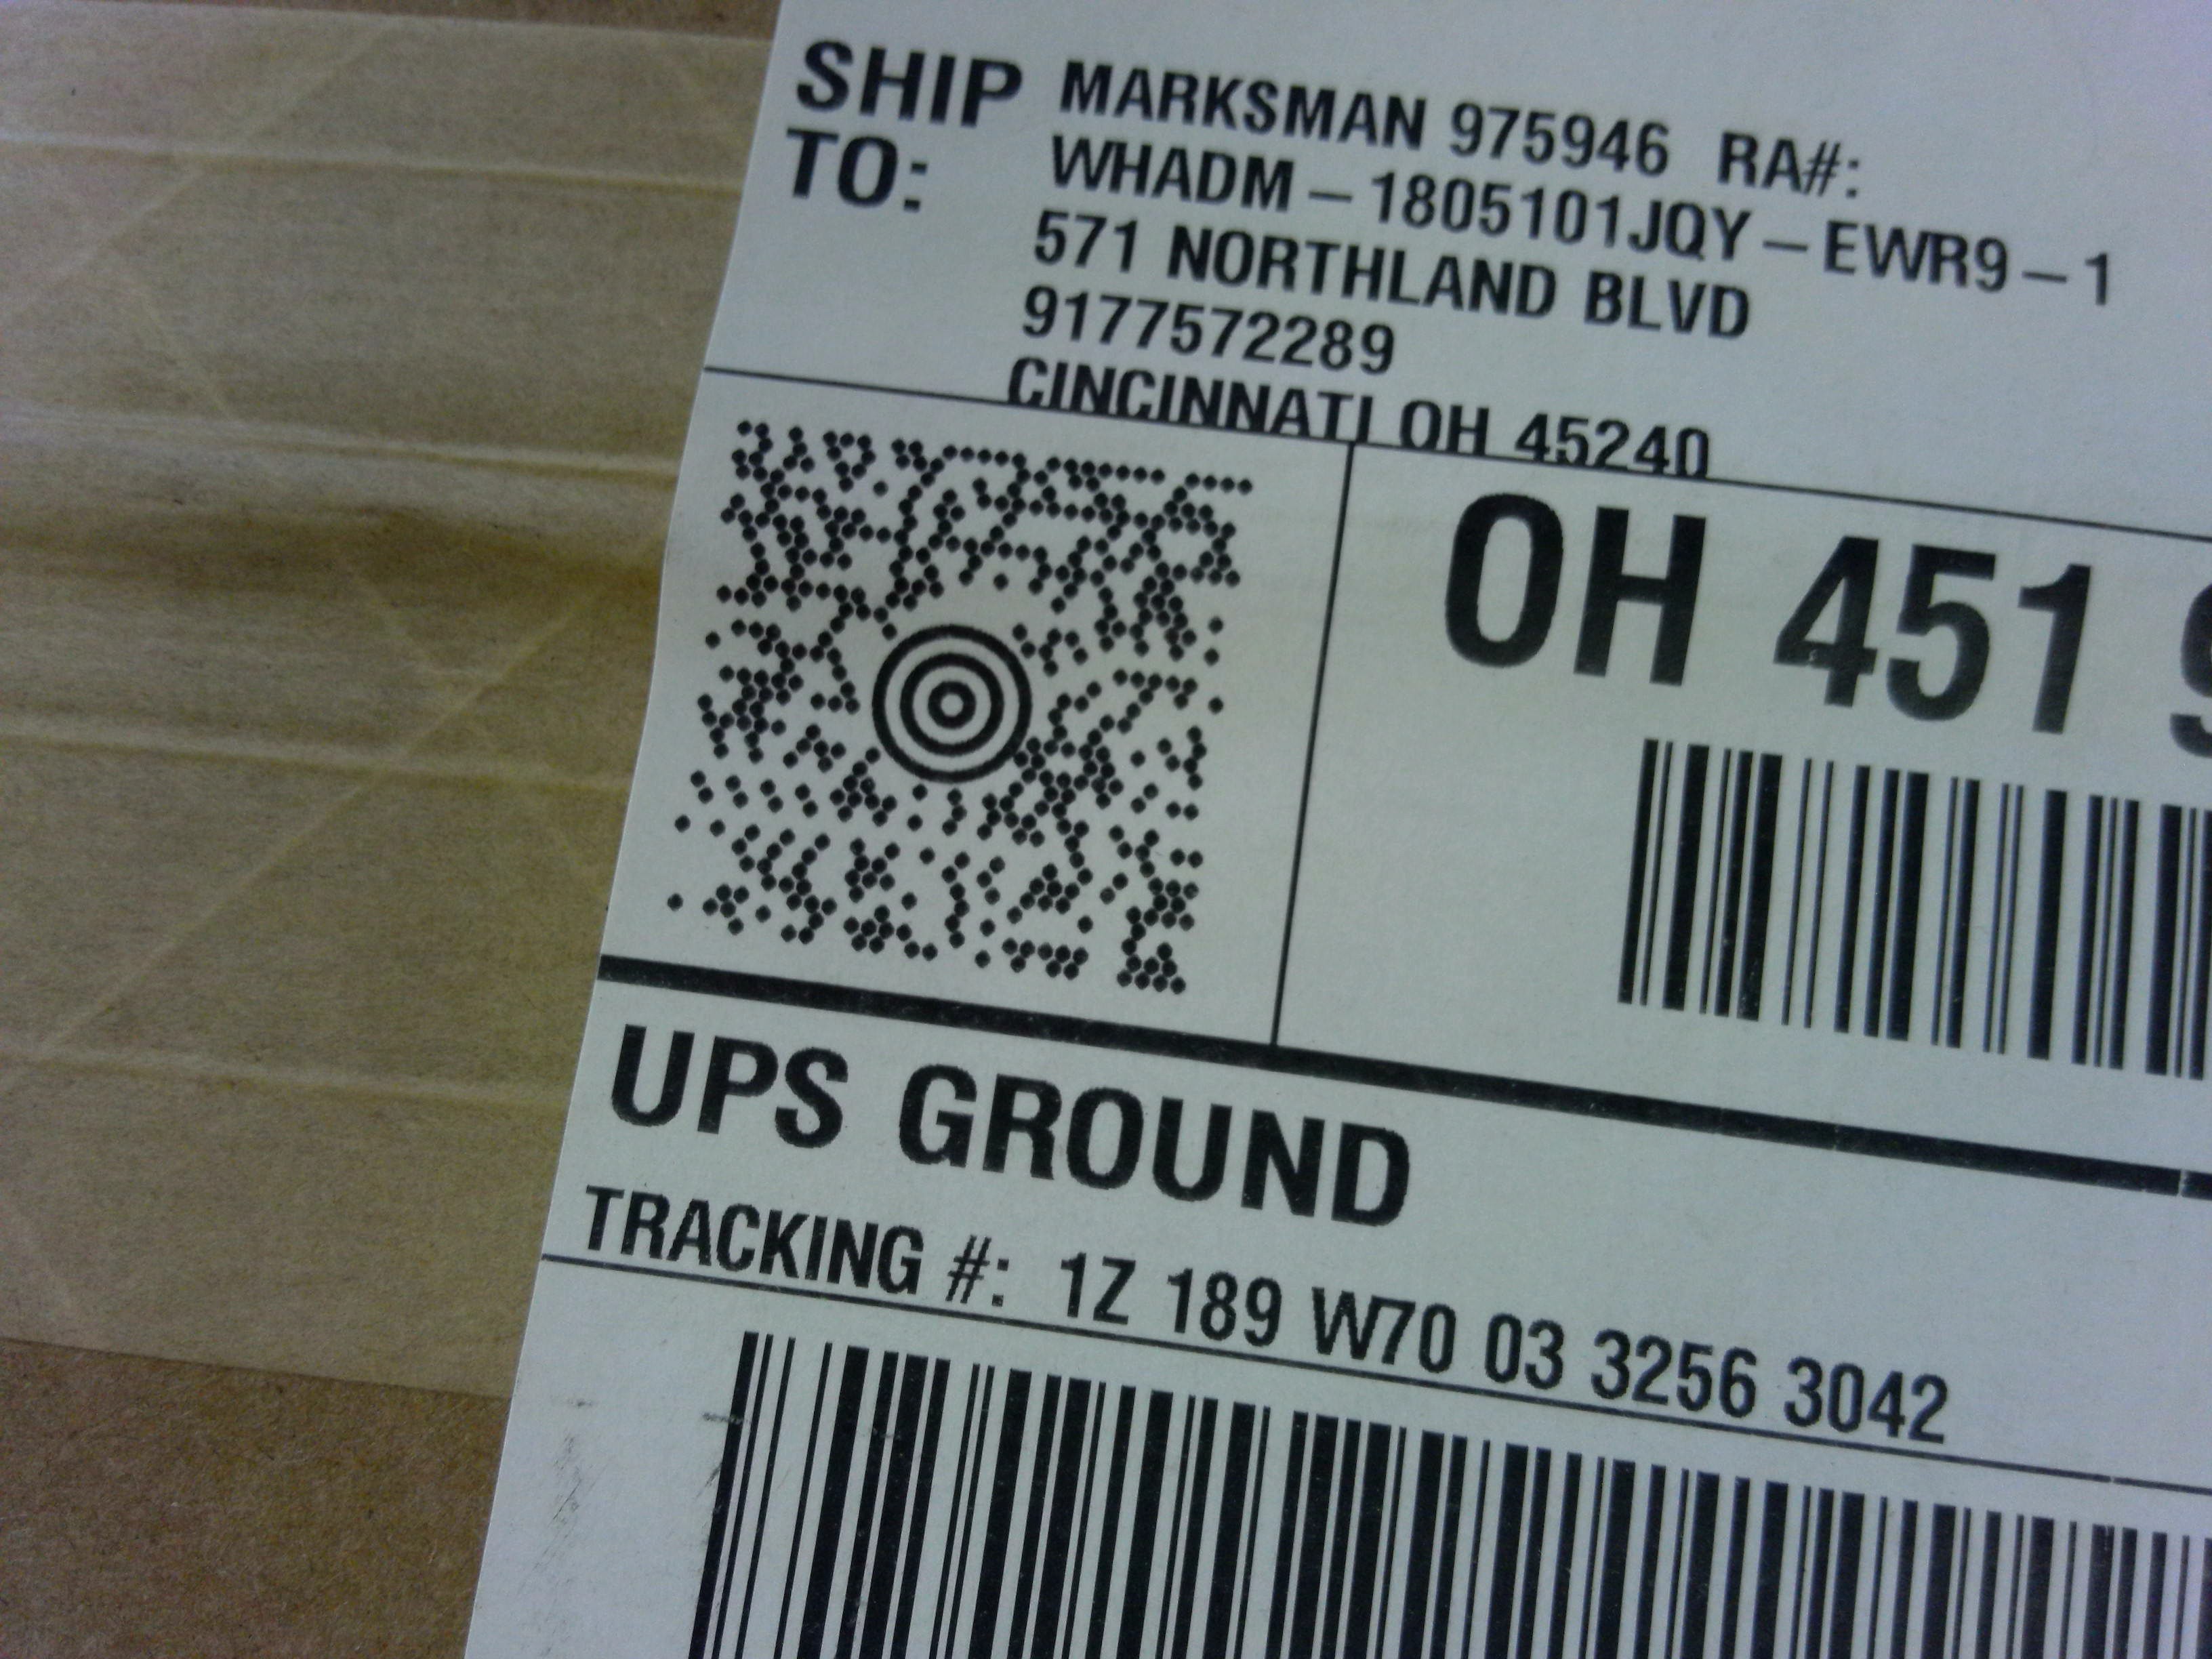 SHIP TO:
MARKSMAN 975946 RA#:
WHADM – 1805101JQY – EWR9 – 1
571 NORTHLAND BLVD
9177572289
CINCINNATI OH 45240
OH 451 9
UPS GROUND
TRACKING #: 1Z 189 W70 03 3256 3042